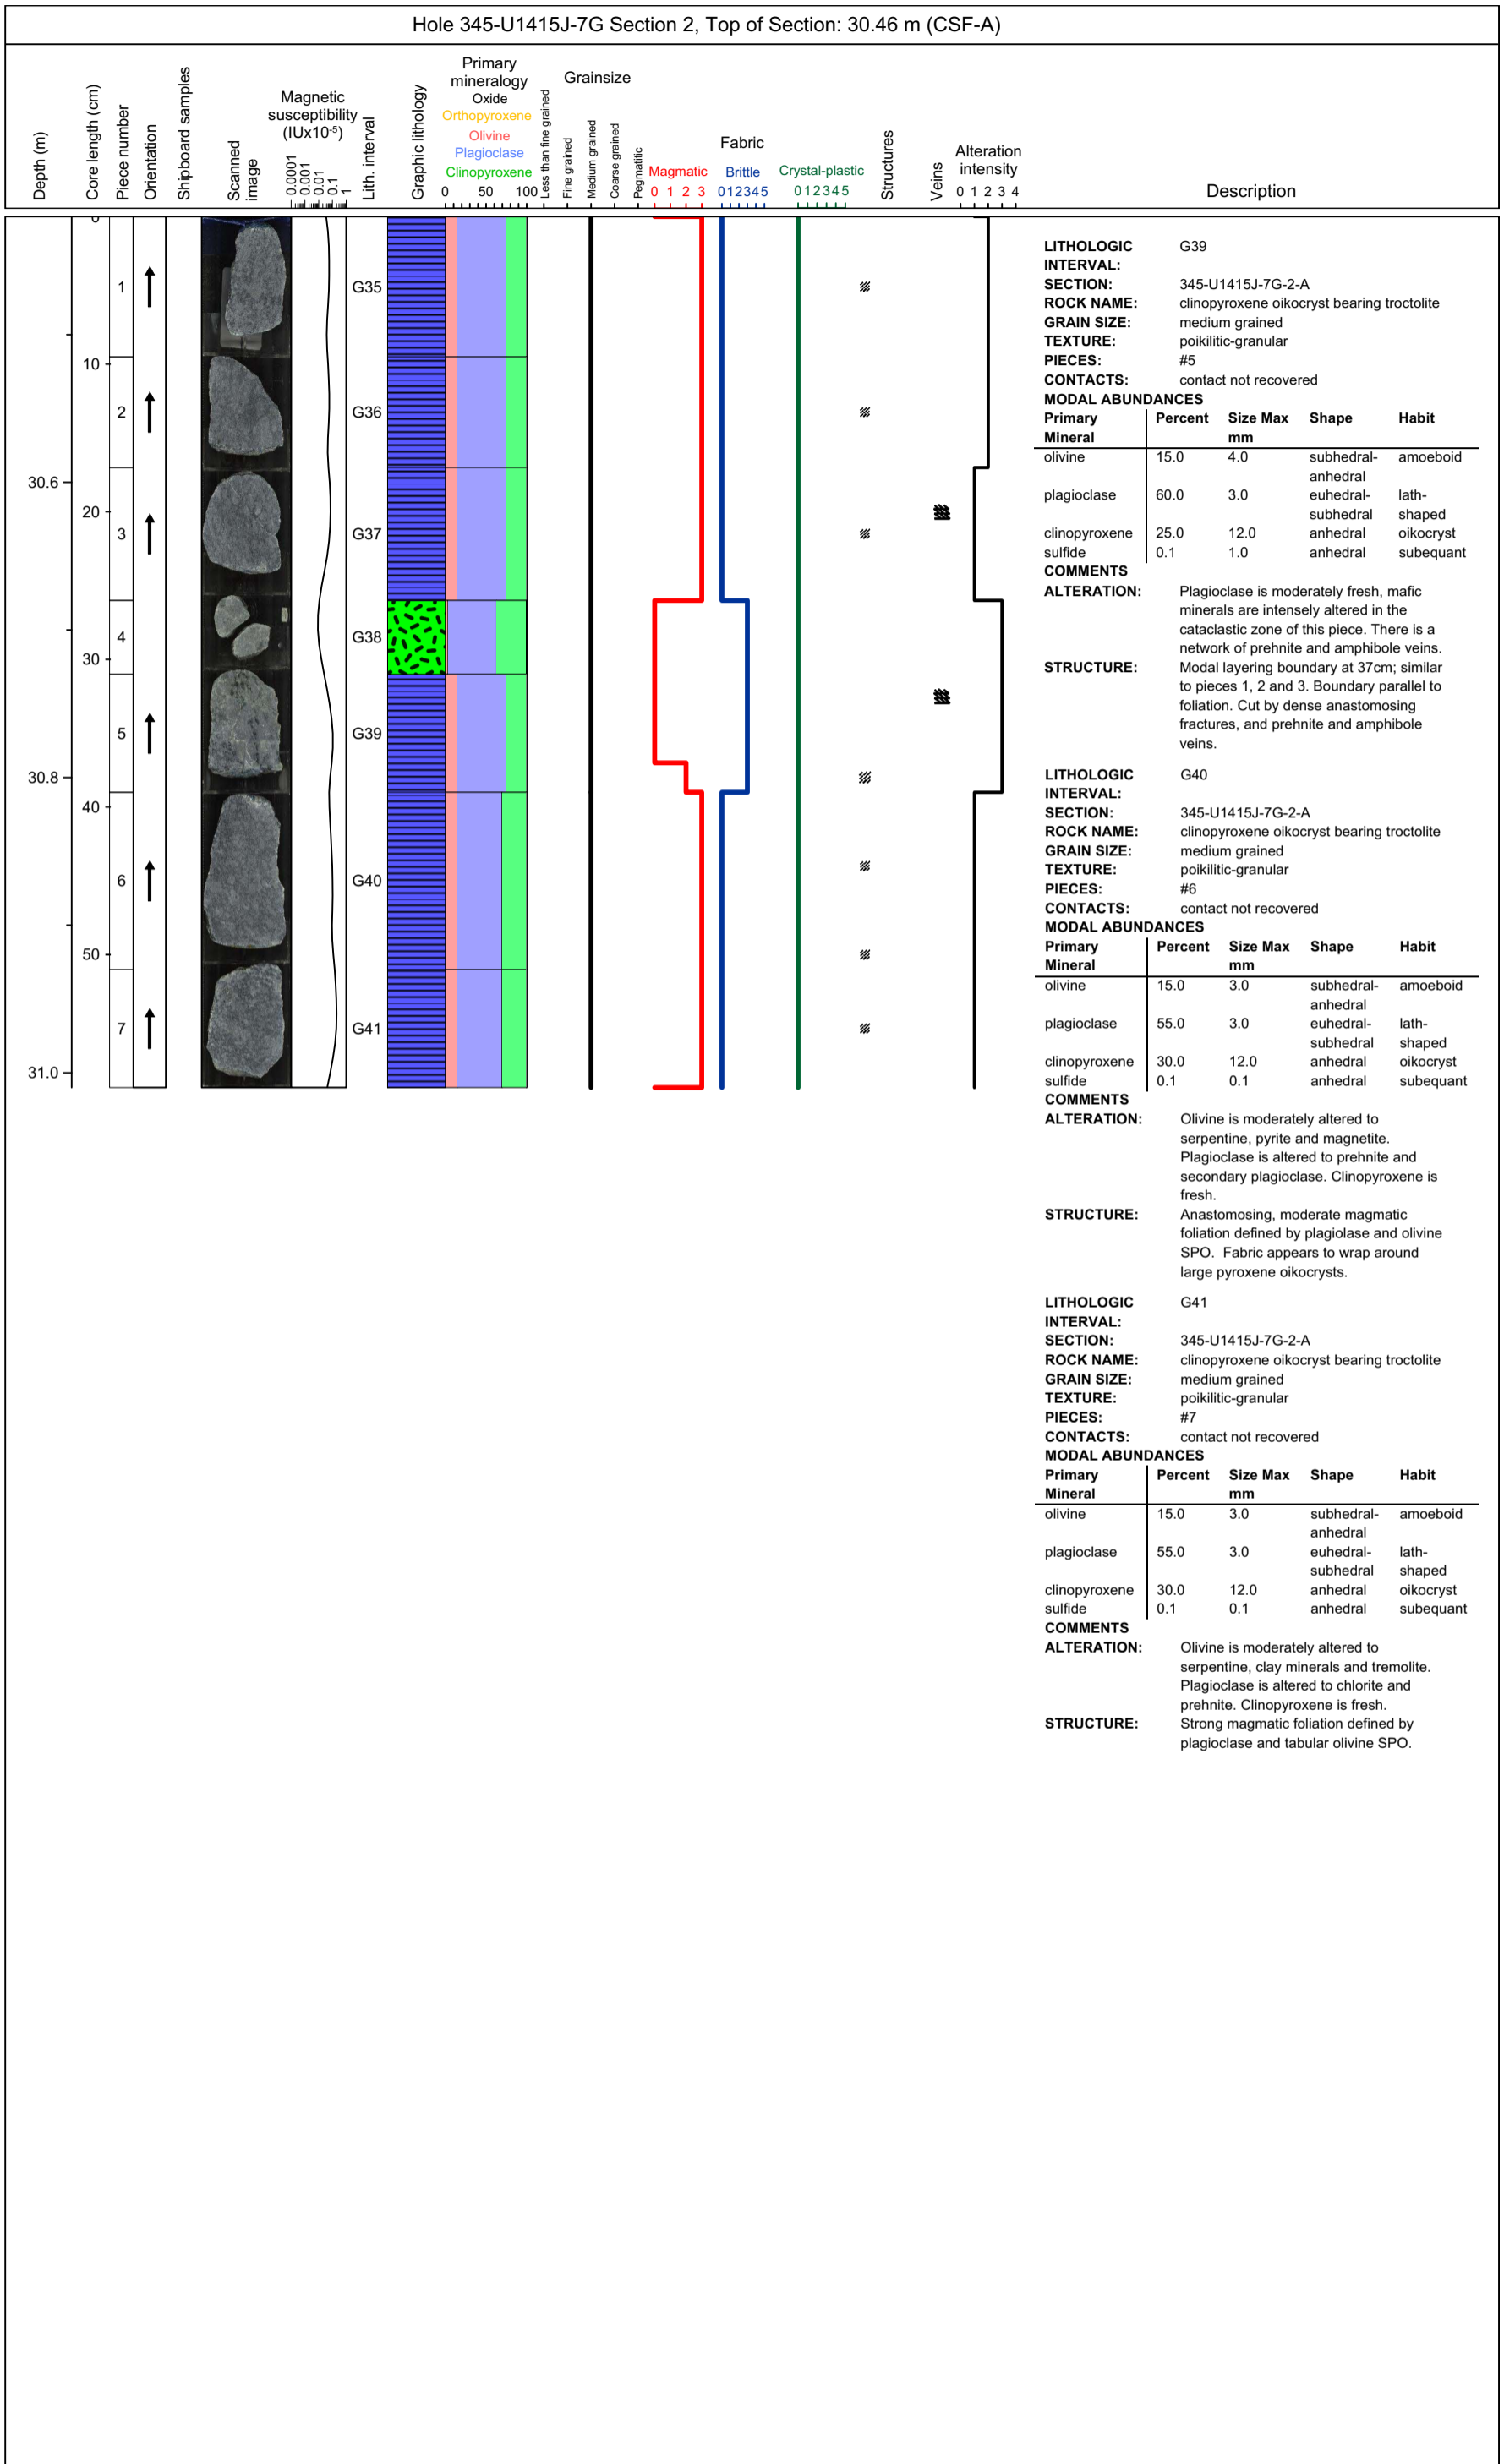 Hole 345-U1415J-7G Section 2, Top of Section: 30.46 m (CSF-A)
Depth (m)
Core length (cm)
Piece number
Orientation
Shipboard samples
Scanned image
Magnetic
susceptibility
(IUx10-5)
0.0001
0.001
0.01
0.1
1
Lith. interval
Graphic lithology
Primary
mineralogy
Oxide
Orthopyroxene
Olivine
Plagioclase
Clinopyroxene
0 50 100
Grainsize
Less than fine grained
Fine grained
Medium grained
Coarse grained
Pegmatitic
Fabric
Magmatic
0 1 2 3
Brittle
0 1 2 3 4 5
Crystal-plastic
0 1 2 3 4 5
Structures
Veins
Alteration
intensity
0 1 2 3 4
Description
0
1 G35
10
2 G36
30.6
20
3 G37
4 G38
30
5 G39
30.8
40
6 G40
50
7 G41
31.0
LITHOLOGIC G39
INTERVAL:
SECTION: 345-U1415J-7G-2-A
ROCK NAME: clinopyroxene oikocryst bearing troctolite
GRAIN SIZE: medium grained
TEXTURE: poikilitic-granular
PIECES: #5
CONTACTS: contact not recovered
MODAL ABUNDANCES
Primary Percent Size Max Shape Habit
Mineral mm
olivine 15.0 4.0 subhedral- amoeboid
anhedral
plagioclase 60.0 3.0 euhedral- lath-
subhedral shaped
clinopyroxene 25.0 12.0 anhedral oikocryst
sulfide 0.1 1.0 anhedral subequant
COMMENTS
ALTERATION: Plagioclase is moderately fresh, mafic
minerals are intensely altered in the
cataclastic zone of this piece. There is a
network of prehnite and amphibole veins.
STRUCTURE: Modal layering boundary at 37cm; similar
to pieces 1, 2 and 3. Boundary parallel to
foliation. Cut by dense anastomosing
fractures, and prehnite and amphibole
veins.
LITHOLOGIC G40
INTERVAL:
SECTION: 345-U1415J-7G-2-A
ROCK NAME: clinopyroxene oikocryst bearing troctolite
GRAIN SIZE: medium grained
TEXTURE: poikilitic-granular
PIECES: #6
CONTACTS: contact not recovered
MODAL ABUNDANCES
Primary Percent Size Max Shape Habit
Mineral mm
olivine 15.0 3.0 subhedral- amoeboid
anhedral
plagioclase 55.0 3.0 euhedral- lath-
subhedral shaped
clinopyroxene 30.0 12.0 anhedral oikocryst
sulfide 0.1 0.1 anhedral subequant
COMMENTS
ALTERATION: Olivine is moderately altered to
serpentine, pyrite and magnetite.
Plagioclase is altered to prehnite and
secondary plagioclase. Clinopyroxene is
fresh.
STRUCTURE: Anastomosing, moderate magmatic
foliation defined by plagiolase and olivine
SPO. Fabric appears to wrap around
large pyroxene oikocrysts.
LITHOLOGIC G41
INTERVAL:
SECTION: 345-U1415J-7G-2-A
ROCK NAME: clinopyroxene oikocryst bearing troctolite
GRAIN SIZE: medium grained
TEXTURE: poikilitic-granular
PIECES: #7
CONTACTS: contact not recovered
MODAL ABUNDANCES
Primary Percent Size Max Shape Habit
Mineral mm
olivine 15.0 3.0 subhedral- amoeboid
anhedral
plagioclase 55.0 3.0 euhedral- lath-
subhedral shaped
clinopyroxene 30.0 12.0 anhedral oikocryst
sulfide 0.1 0.1 anhedral subequant
COMMENTS
ALTERATION: Olivine is moderately altered to
serpentine, clay minerals and tremolite.
Plagioclase is altered to chlorite and
prehnite. Clinopyroxene is fresh.
STRUCTURE: Strong magmatic foliation defined by
plagioclase and tabular olivine SPO.